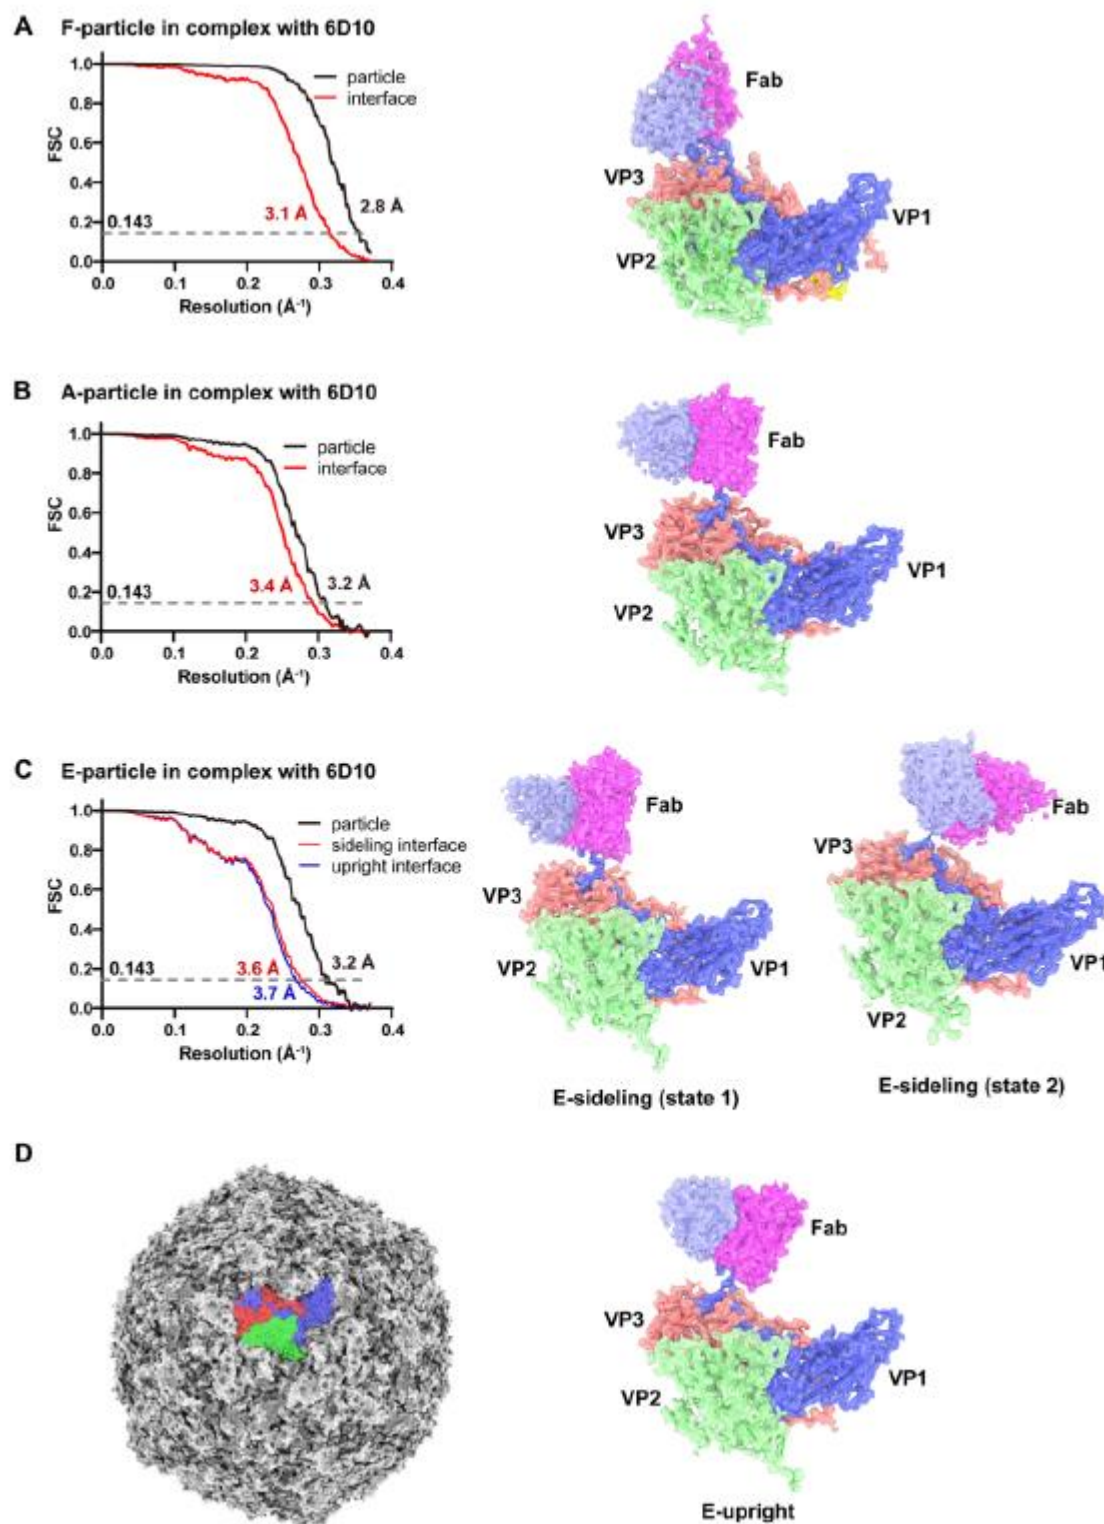 A F-particle in complex with 6D10
1.0
0.8
0.6
0.4
0.2
0.0
FSC
particle
interface
3.1 Å
2.8 Å
0.143
0.0 0.1 0.2 0.3 0.4
Resolution (Å⁻¹)
Fab
VP3
VP1
VP2
B A-particle in complex with 6D10
1.0
0.8
0.6
0.4
0.2
0.0
FSC
particle
interface
3.4 Å
3.2 Å
0.143
0.0 0.1 0.2 0.3 0.4
Resolution (Å⁻¹)
Fab
VP3
VP1
VP2
C E-particle in complex with 6D10
1.0
0.8
0.6
0.4
0.2
0.0
FSC
particle
sideling interface
upright interface
3.6 Å
3.7 Å
3.2 Å
0.143
0.0 0.1 0.2 0.3 0.4
Resolution (Å⁻¹)
Fab
VP3
VP2
VP1
E-sideling (state 1)
Fab
VP3
VP1
VP2
E-sideling (state 2)
D
Fab
VP3
VP1
VP2
E-upright